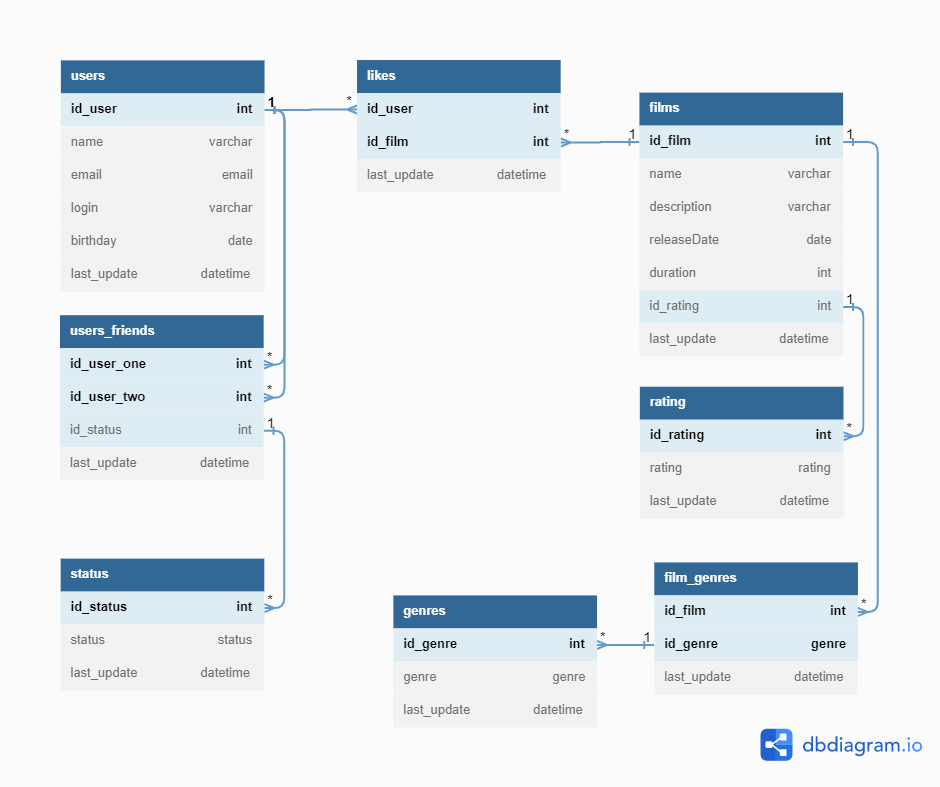 users
id_user int
name varchar
email email
login varchar
birthday date
last_update datetime
1
*
likes
id_user int
id_film int
last_update datetime
*
1
films
id_film int
name varchar
description varchar
releaseDate date
duration int
id_rating int
last_update datetime
1
1
users_friends
id_user_one int
id_user_two int
id_status int
last_update datetime
*
*
1
rating
id_rating int
rating rating
last_update datetime
*
status
id_status int
status status
last_update datetime
*
genres
id_genre int
genre genre
last_update datetime
*
1
film_genres
id_film int
id_genre genre
last_update datetime
*
dbdiagram.io